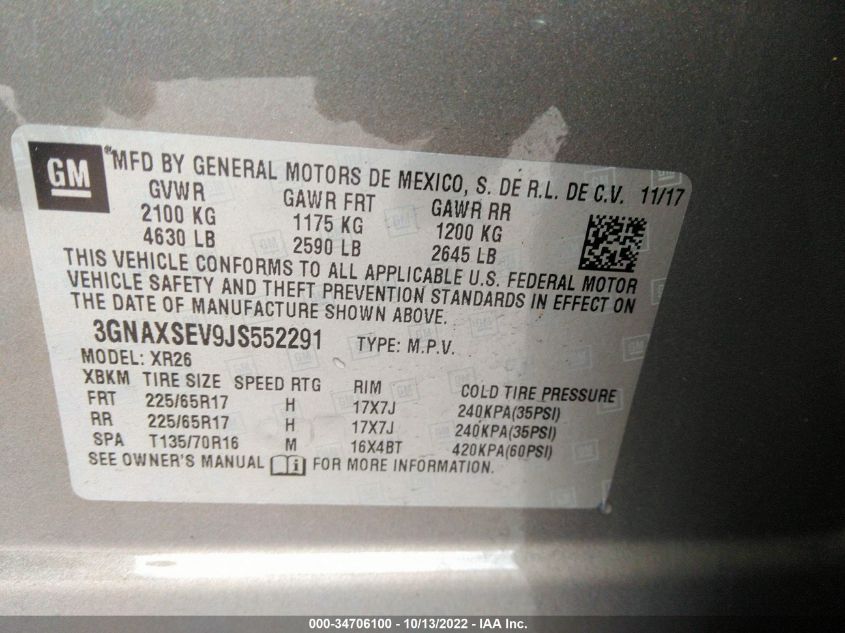 GM
®MFD BY GENERAL MOTORS DE MEXICO, S. DE R.L. DE C.V. 11/17
GVWR GAWR FRT GAWR RR
2100 KG 1175 KG 1200 KG
4630 LB 2590 LB 2645 LB
THIS VEHICLE CONFORMS TO ALL APPLICABLE U.S. FEDERAL MOTOR
VEHICLE SAFETY AND THEFT PREVENTION STANDARDS IN EFFECT ON
THE DATE OF MANUFACTURE SHOWN ABOVE.
3GNAXSEV9JS552291 TYPE: M.P.V.
MODEL: XR26
XBKM TIRE SIZE SPEED RTG RIM COLD TIRE PRESSURE
FRT 225/65R17 H 17X7J 240KPA(35PSI)
RR 225/65R17 H 17X7J 240KPA(35PSI)
SPA T135/70R16 M 16X4BT 420KPA(60PSI)
SEE OWNER'S MANUAL i FOR MORE INFORMATION.
000-34706100 - 10/13/2022 - IAA Inc.